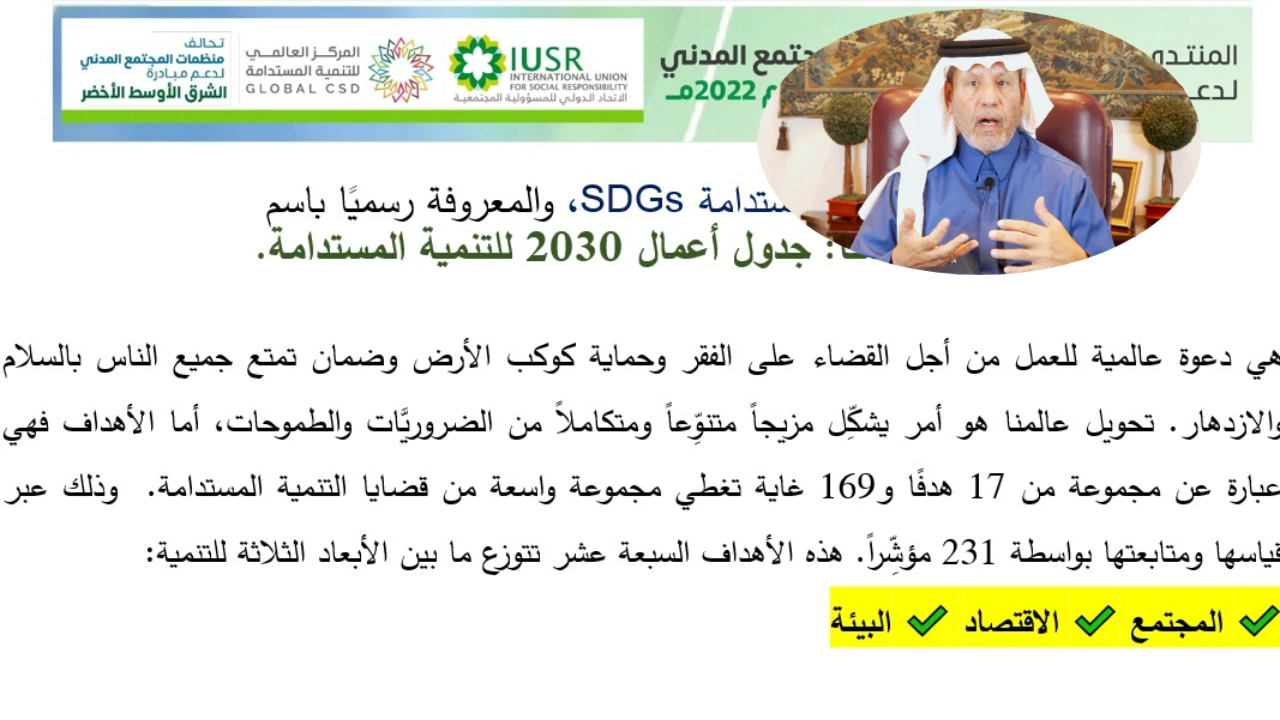 المنتدى
جتمع المدني
م 2022مـ
IUSR
INTERNATIONAL UNION
FOR SOCIAL RESPONSIBILITY
الاتحاد الدولي للمسؤولية المجتمعية
المركز العالمـــي
للتنمية المستدامة
GLOBAL CSD
تحالف
منظمات المجتمع المدني
لدعم مبادرة
الشرق الأوسط الأخضر
ستدامة SDGs، والمعروفة رسميًا باسم
جدول أعمال 2030 للتنمية المستدامة.
هي دعوة عالمية للعمل من أجل القضاء على الفقر وحماية كوكب الأرض وضمان تمتع جميع الناس بالسلام
والازدهار. تحويل عالمنا هو أمر يشكِّل مزيجاً متنوّعاً ومتكاملاً من الضروريَّات والطموحات، أما الأهداف فهي
عبارة عن مجموعة من 17 هدفًا و169 غاية تغطي مجموعة واسعة من قضايا التنمية المستدامة. وذلك عبر
قياسها ومتابعتها بواسطة 231 مؤشِّراً. هذه الأهداف السبعة عشر تتوزع ما بين الأبعاد الثلاثة للتنمية:
✔ المجتمع ✔ الاقتصاد ✔ البيئة